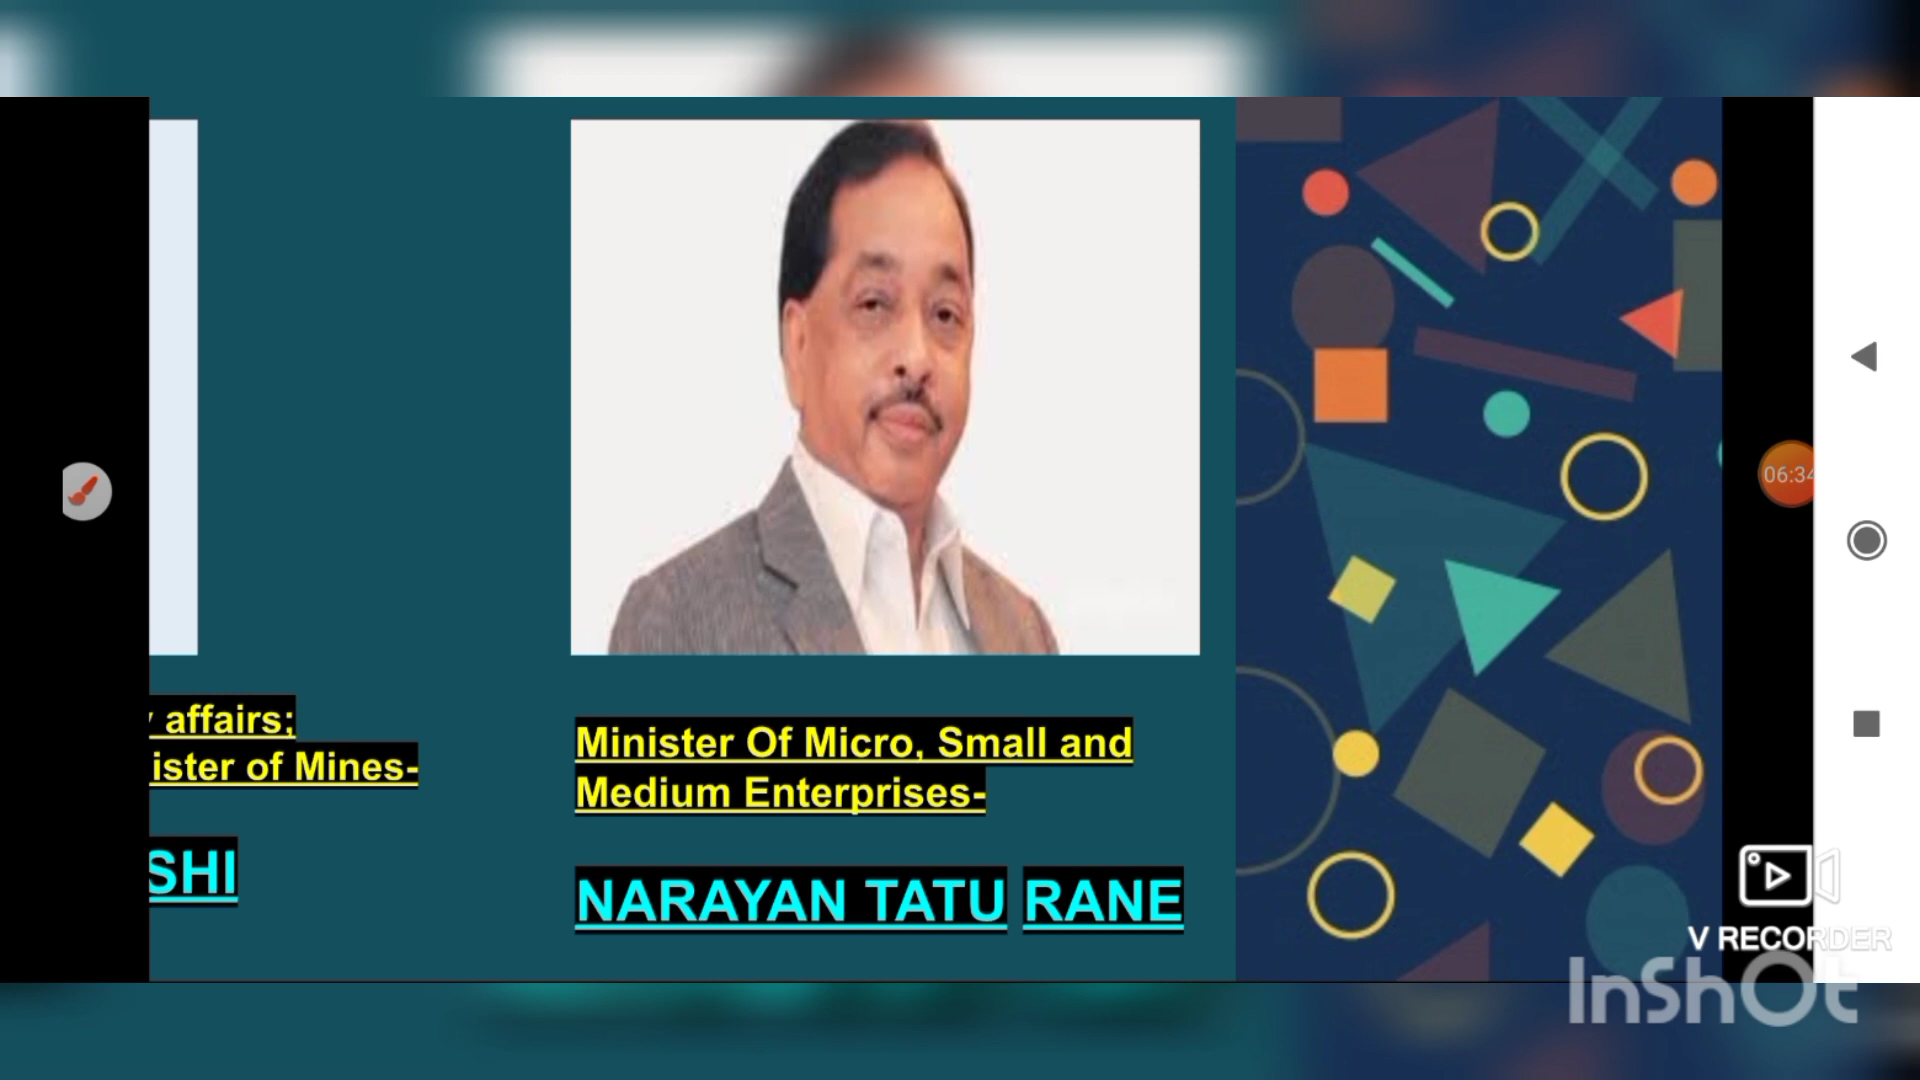 affairs;
ister of Mines-
SHI
Minister Of Micro, Small and
Medium Enterprises-
NARAYAN TATU RANE
06:34
V RECORDER
InShOt